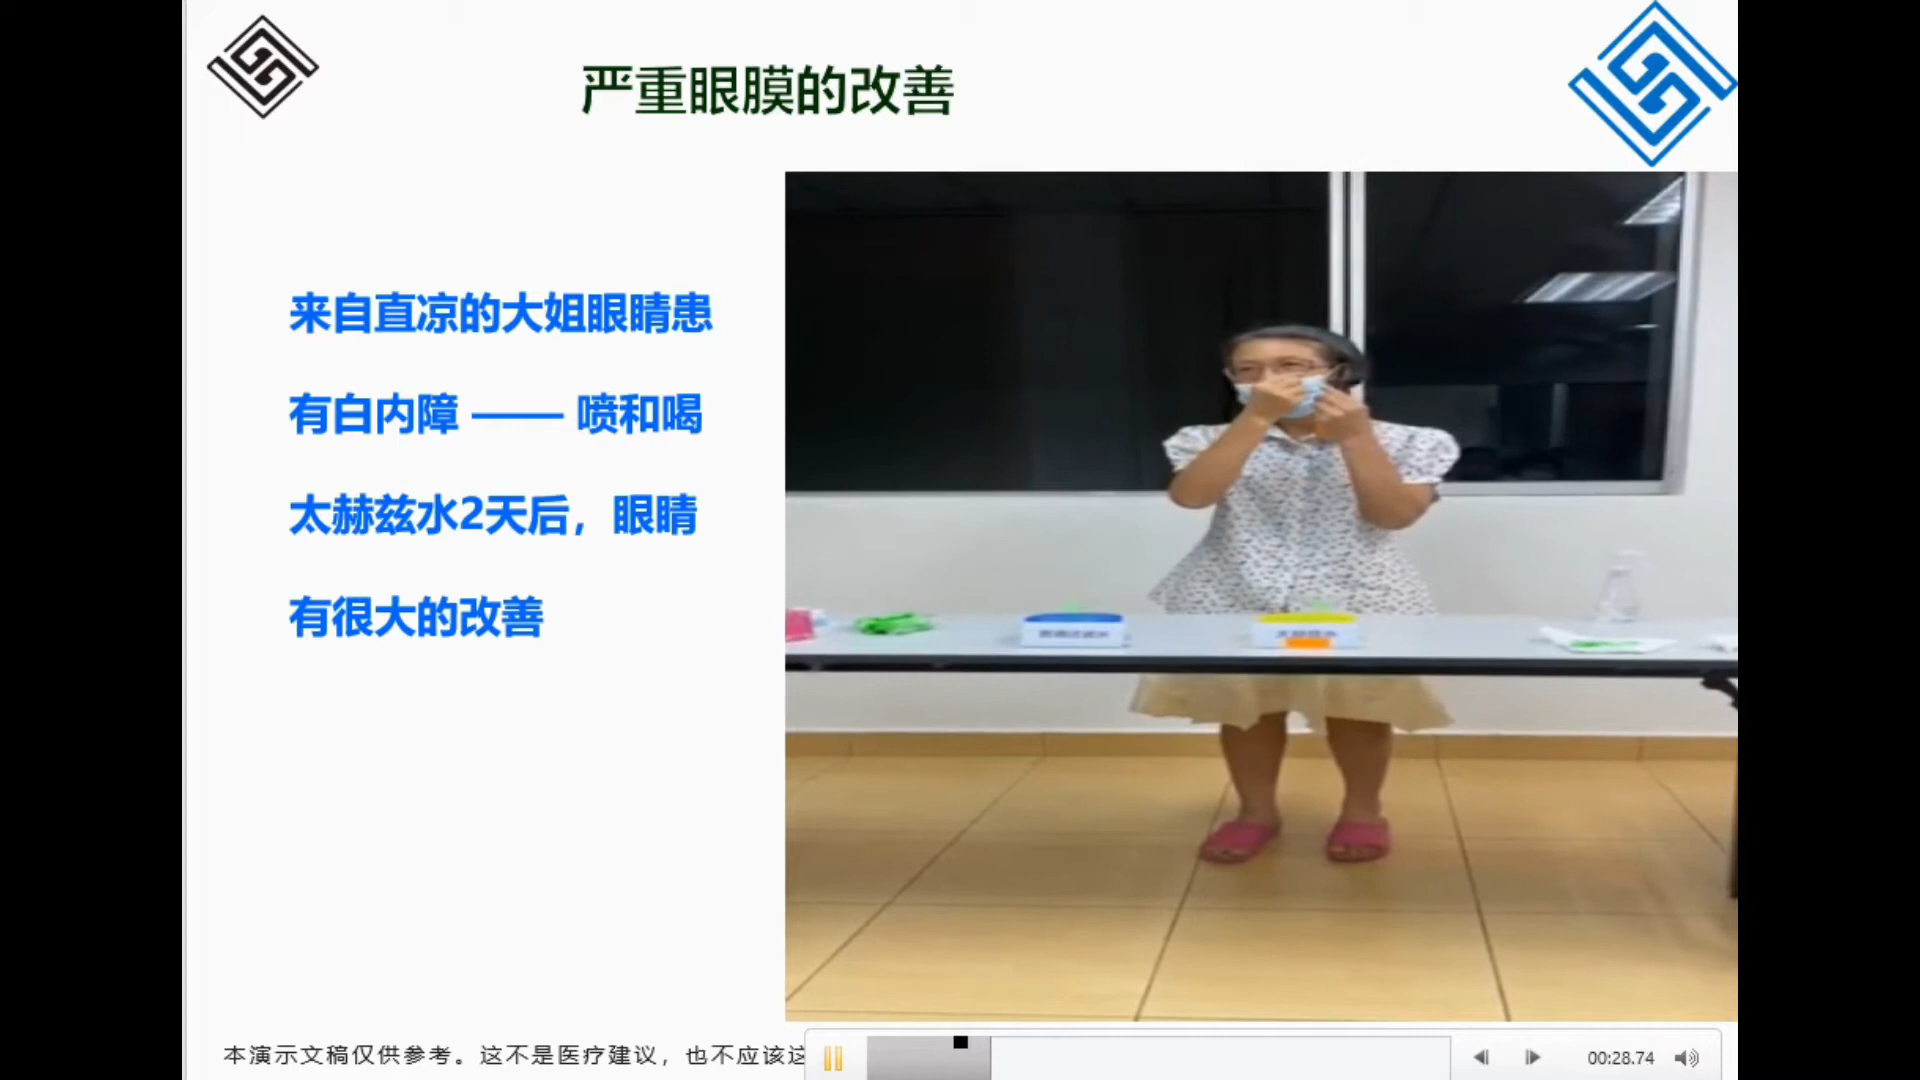 严重眼膜的改善
来自直凉的大姐眼睛患
有白内障 —— 喷和喝
太赫兹水2天后，眼睛
有很大的改善
本演示文稿仅供参考。这不是医疗建议，也不应该这
00:28.74